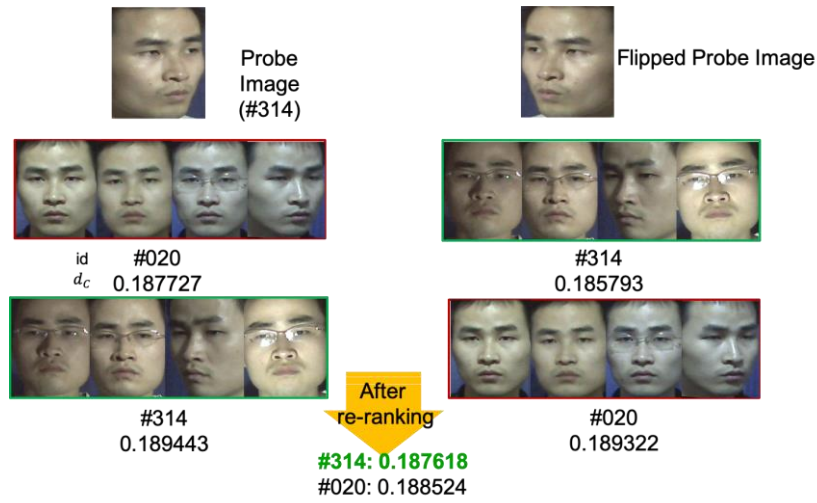 Probe
Image
(#314)
Flipped Probe Image
id #020
d_c 0.187727
#314
0.185793
#314
0.189443
#020
0.189322
After
re-ranking
#314: 0.187618
#020: 0.188524